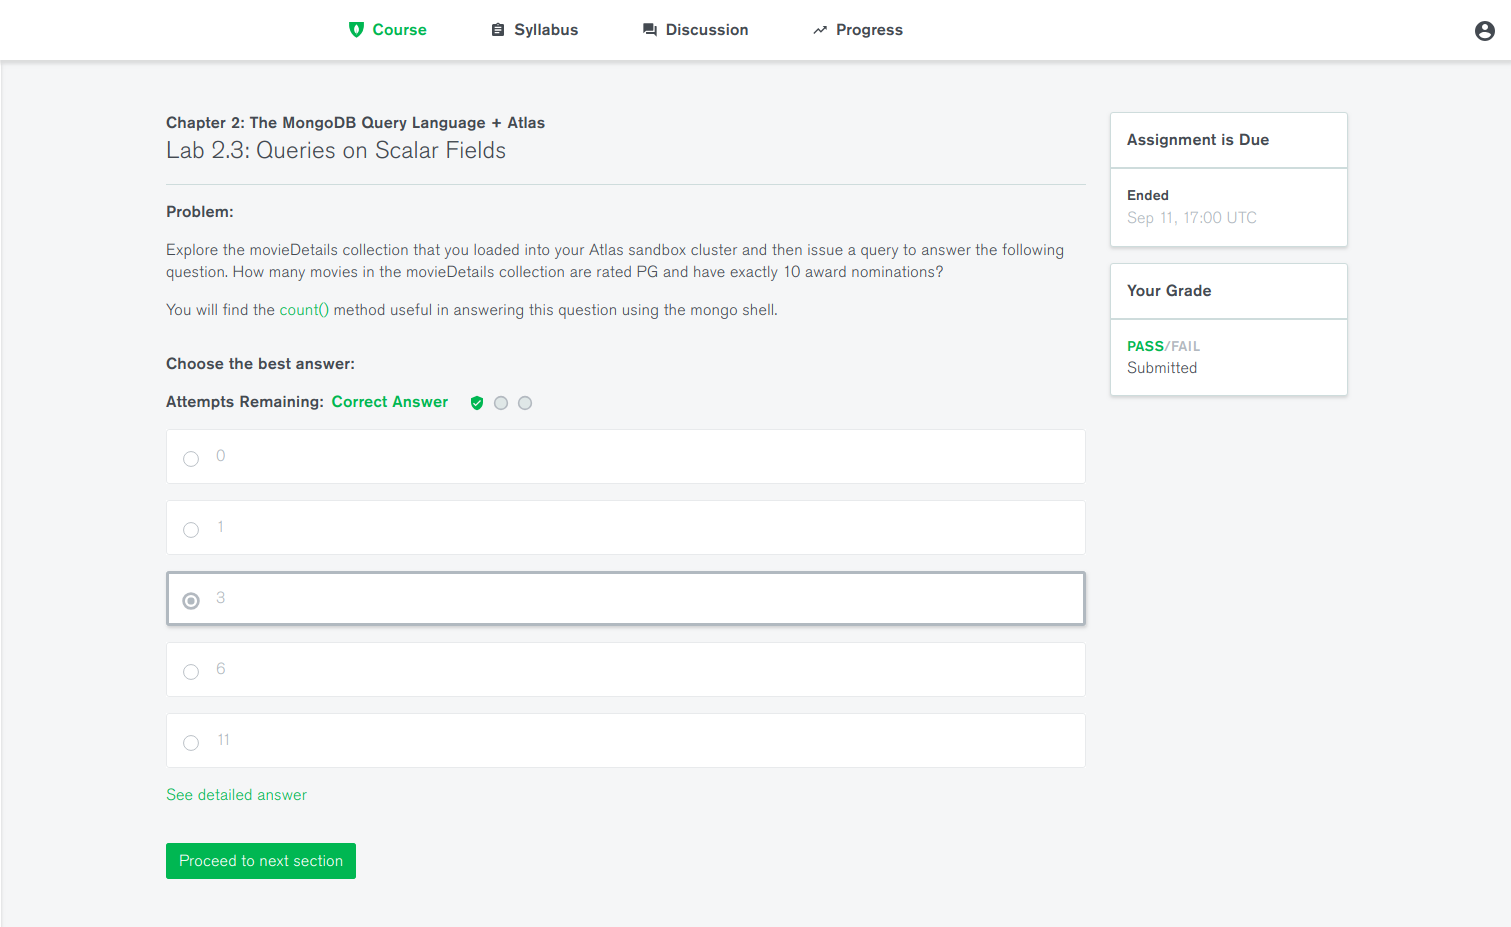 Course Syllabus Discussion Progress
Chapter 2: The MongoDB Query Language + Atlas
Lab 2.3: Queries on Scalar Fields
Problem:
Explore the movieDetails collection that you loaded into your Atlas sandbox cluster and then issue a query to answer the following
question. How many movies in the movieDetails collection are rated PG and have exactly 10 award nominations?
You will find the count() method useful in answering this question using the mongo shell.
Choose the best answer:
Attempts Remaining: Correct Answer
0
1
3
6
11
See detailed answer
Proceed to next section
Assignment is Due
Ended
Sep 11, 17:00 UTC
Your Grade
PASS/FAIL
Submitted